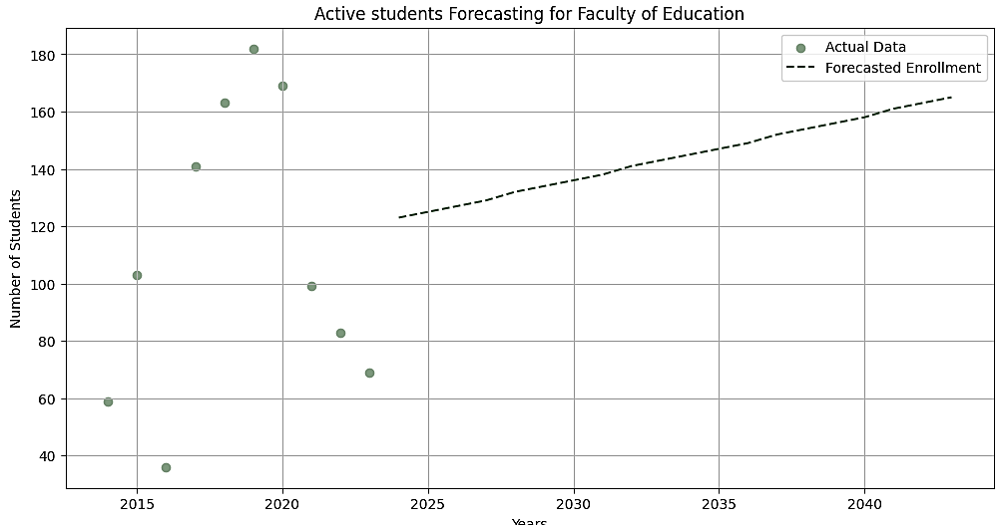 Active students Forecasting for Faculty of Education
Actual Data
Forecasted Enrollment
Number of Students
180
160
140
120
100
80
60
40
2015
2020
2025
2030
2035
2040
Years